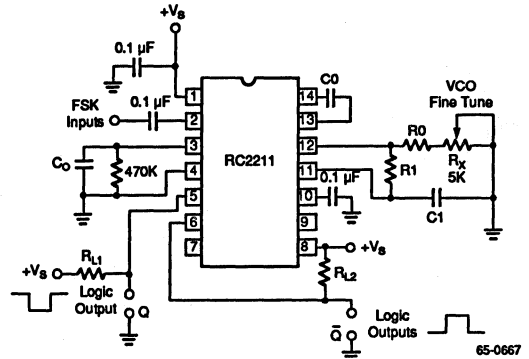 +VS
0.1 µF
0.1 µF
FSK
Inputs
CO
470K
1
2
3
4
5
6
7
RC2211
14
13
12
11
10
9
8
C0
VCO
Fine Tune
R0
RX
5K
R1
0.1 µF
C1
+VS
RL2
+VS
RL1
Logic
Output
Q
Q̅
Logic
Outputs
65-0667